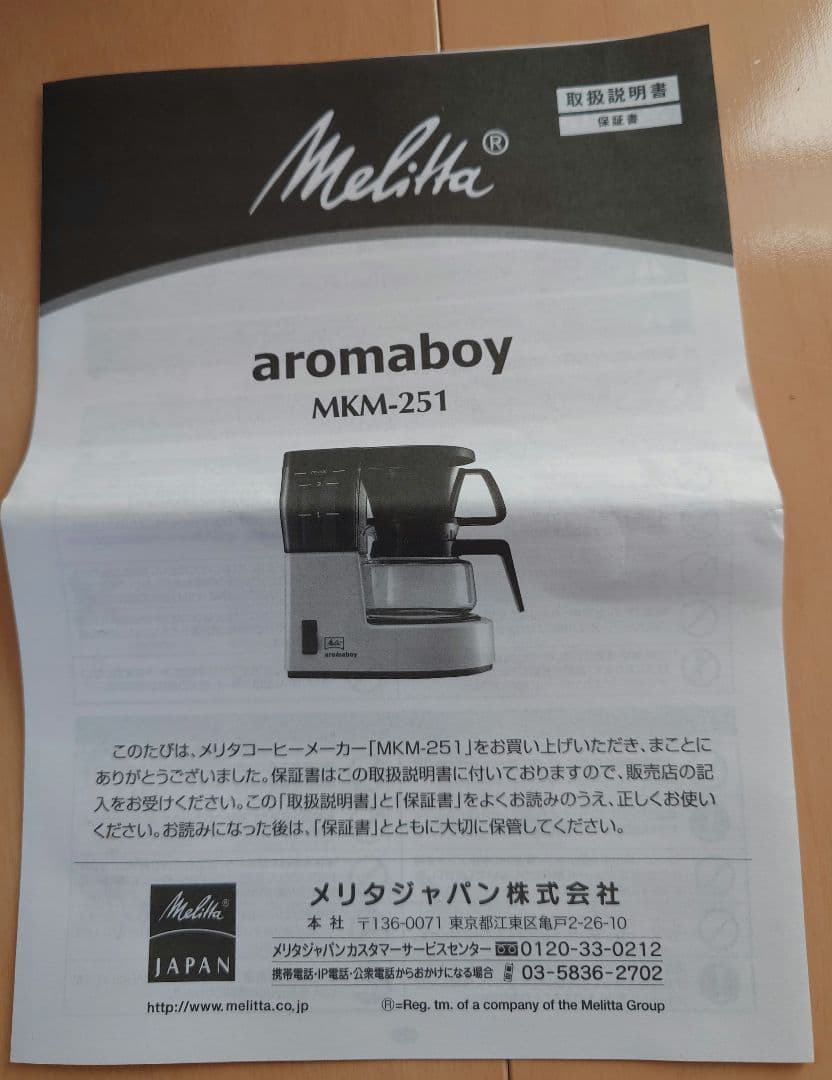 取扱説明書
保証書
Melitta®
aromaboy
MKM-251
max
2
1
Melitta
aromaboy
このたびは、メリタコーヒーメーカー「MKM-251」をお買い上げいただき、まことに
ありがとうございました。保証書はこの取扱説明書に付いておりますので、販売店の記
入をお受けください。この「取扱説明書」と「保証書」をよくお読みのうえ、正しくお使い
ください。お読みになった後は、「保証書」とともに大切に保管してください。
Melitta®
JAPAN
メリタジャパン株式会社
本社 〒136-0071 東京都江東区亀戸2-26-10
メリタジャパンカスタマーサービスセンター 0120-33-0212
携帯電話・IP電話・公衆電話からおかけになる場合 03-5836-2702
http://www.melitta.co.jp
®=Reg. tm. of a company of the Melitta Group